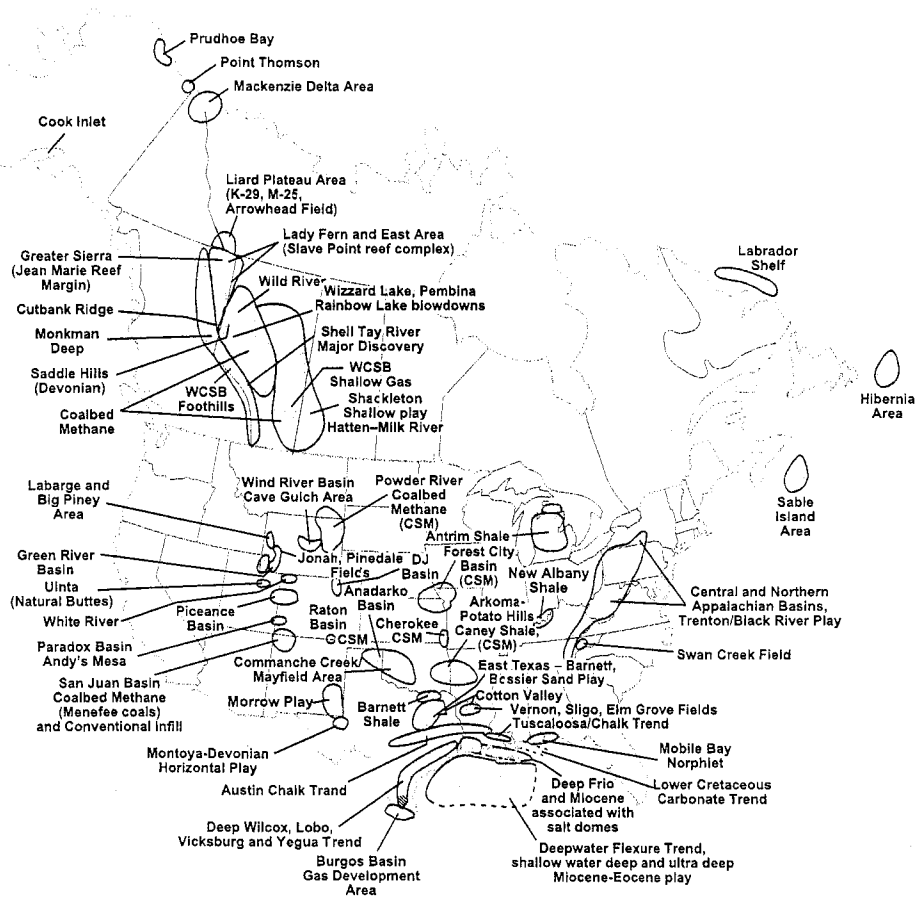 Prudhoe Bay
Point Thomson
Mackenzie Delta Area
Cook Inlet
Liard Plateau Area
(K-29, M-25,
Arrowhead Field)
Lady Fern and East Area
(Slave Point reef complex)
Greater Sierra
(Jean Marie Reef
Margin)
Wild River
Wizzard Lake, Pembina
Rainbow Lake blowdowns
Cutbank Ridge
Monkman
Deep
Shell Tay River
Major Discovery
Saddle Hills
(Devonian)
WCSB
Foothills
WCSB
Shallow Gas
Shackleton
Shallow play
Hatten–Milk River
Coalbed
Methane
Labrador
Shelf
Hibernia
Area
Sable
Island
Area
Labarge and
Big Piney
Area
Wind River Basin
Cave Gulch Area
Powder River
Coalbed
Methane
(CSM)
Antrim Shale
Green River
Basin
Jonah, Pinedale
Field's
DJ
Basin
Forest City
Basin
(CSM)
New Albany
Shale
Uinta
(Natural Buttes)
White River
Piceance
Basin
Anadarko
Basin
Raton
Basin
GCSM
Cherokee
CSM
Arkoma-
Potato Hills
Caney Shale,
(CSM)
Central and Northern
Appalachian Basins,
Trenton/Black River Play
Swan Creek Field
Paradox Basin
Andy's Mesa
San Juan Basin
Coalbed Methane
(Menefee coals)
and Conventional infill
Commanche Creek
Mayfield Area
East Texas – Barnett,
Bossier Sand Play
Cotton Valley
Vernon, Sligo, Elm Grove Fields
Tuscaloosa/Chalk Trend
Morrow Play
Barnett
Shale
Montoya-Devonian
Horizontal Play
Mobile Bay
Norphlet
Austin Chalk Trand
Lower Cretaceous
Carbonate Trend
Deep Frio
and Miocene
associated with
salt domes
Deep Wilcox, Lobo,
Vicksburg and Yegua Trend
Burgos Basin
Gas Development
Area
Deepwater Flexure Trend,
shallow water deep and ultra deep
Miocene-Eocene play